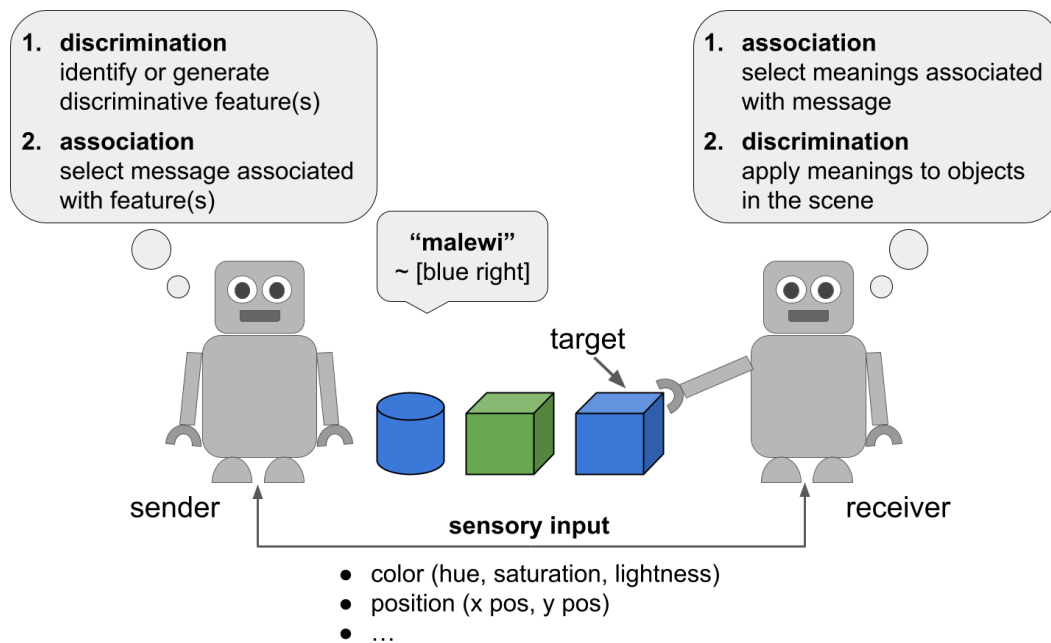 1. discrimination
identify or generate
discriminative feature(s)
2. association
select message associated
with feature(s)
1. association
select meanings associated
with message
2. discrimination
apply meanings to objects
in the scene
“malewi”
~ [blue right]
target
sender
receiver
sensory input
● color (hue, saturation, lightness)
● position (x pos, y pos)
● …